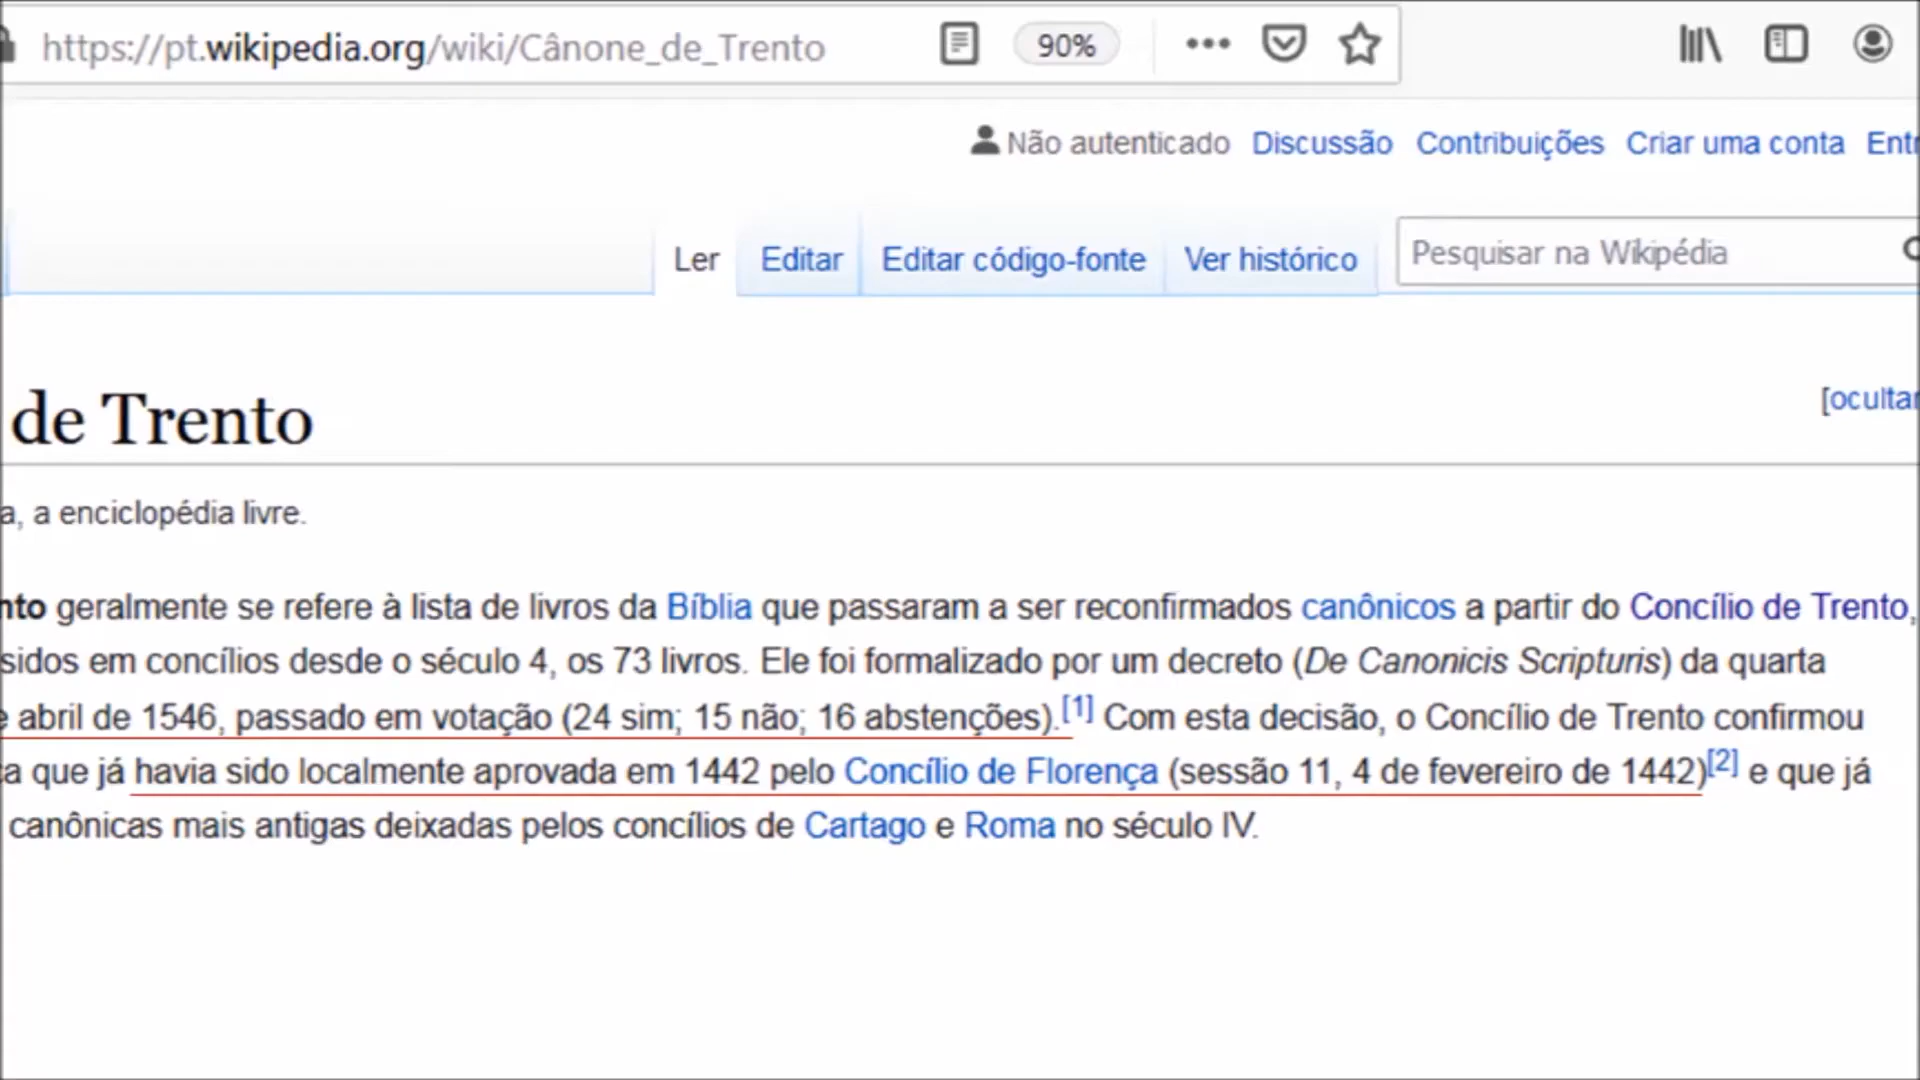 https://pt.wikipedia.org/wiki/Cânone_de_Trento
90%
Não autenticado Discussão Contribuições Criar uma conta Entr
Ler Editar Editar código-fonte Ver histórico Pesquisar na Wikipédia
de Trento
[ocultar
a, a enciclopédia livre.
nto geralmente se refere à lista de livros da Bíblia que passaram a ser reconfirmados canônicos a partir do Concílio de Trento,
sidos em concílios desde o século 4, os 73 livros. Ele foi formalizado por um decreto (De Canonicis Scripturis) da quarta
e abril de 1546, passado em votação (24 sim; 15 não; 16 abstenções).[1] Com esta decisão, o Concílio de Trento confirmou
a que já havia sido localmente aprovada em 1442 pelo Concílio de Florença (sessão 11, 4 de fevereiro de 1442)[2] e que já
canônicas mais antigas deixadas pelos concílios de Cartago e Roma no século IV.